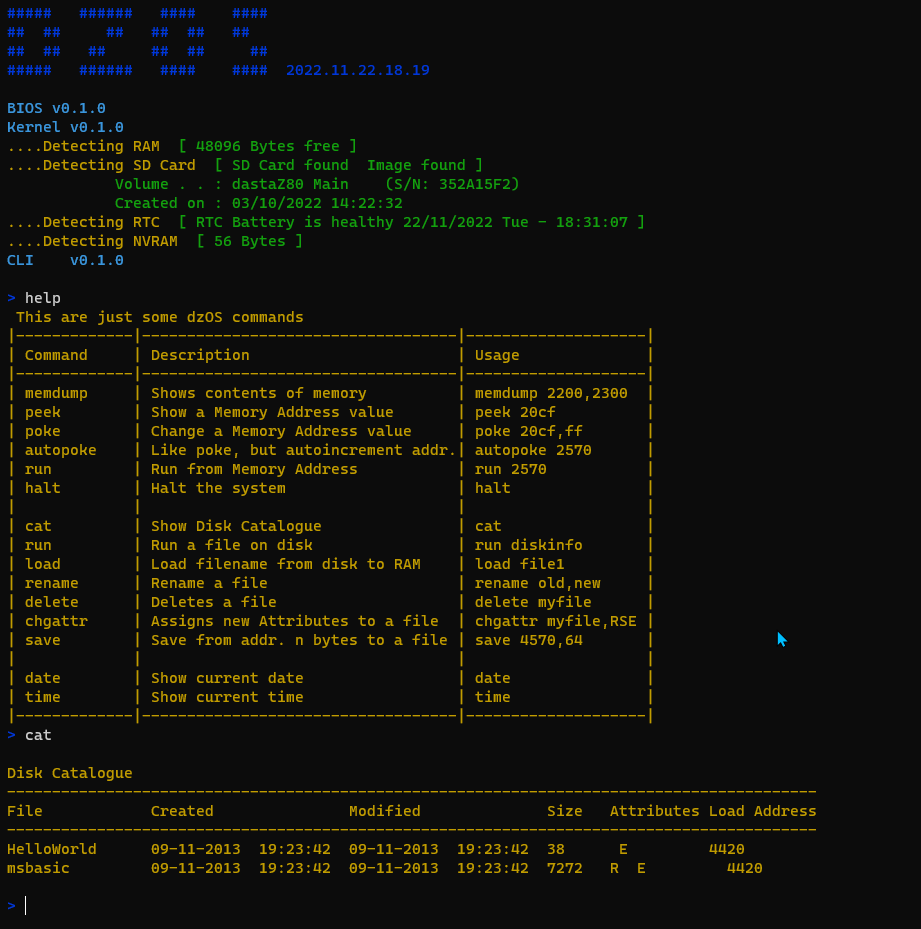 #####   ######   ####    ####
##  ##     ##   ##  ##   ##
##  ##   ##     ##  ##     ##
#####   ######   ####    ####  2022.11.22.18.19
BIOS v0.1.0
Kernel v0.1.0
....Detecting RAM  [ 48096 Bytes free ]
....Detecting SD Card  [ SD Card found  Image found ]
            Volume . . : dastaZ80 Main    (S/N: 352A15F2)
            Created on : 03/10/2022 14:22:32
....Detecting RTC  [ RTC Battery is healthy 22/11/2022 Tue - 18:31:07 ]
....Detecting NVRAM  [ 56 Bytes ]
CLI    v0.1.0
> help
 This are just some dzOS commands
|-------------|-----------------------------------|--------------------|
| Command     | Description                       | Usage              |
|-------------|-----------------------------------|--------------------|
| memdump     | Shows contents of memory          | memdump 2200,2300  |
| peek        | Show a Memory Address value       | peek 20cf          |
| poke        | Change a Memory Address value     | poke 20cf,ff       |
| autopoke    | Like poke, but autoincrement addr.| autopoke 2570      |
| run         | Run from Memory Address           | run 2570           |
| halt        | Halt the system                   | halt               |
|             |                                   |                    |
| cat         | Show Disk Catalogue               | cat                |
| run         | Run a file on disk                | run diskinfo       |
| load        | Load filename from disk to RAM    | load file1         |
| rename      | Rename a file                     | rename old,new     |
| delete      | Deletes a file                    | delete myfile      |
| chgattr     | Assigns new Attributes to a file  | chgattr myfile,RSE |
| save        | Save from addr. n bytes to a file | save 4570,64       |
|             |                                   |                    |
| date        | Show current date                 | date               |
| time        | Show current time                 | time               |
|-------------|-----------------------------------|--------------------|
> cat
Disk Catalogue
------------------------------------------------------------------------------------------
File            Created               Modified              Size   Attributes Load Address
------------------------------------------------------------------------------------------
HelloWorld      09-11-2013  19:23:42  09-11-2013  19:23:42  38      E         4420
msbasic         09-11-2013  19:23:42  09-11-2013  19:23:42  7272   R  E         4420
>